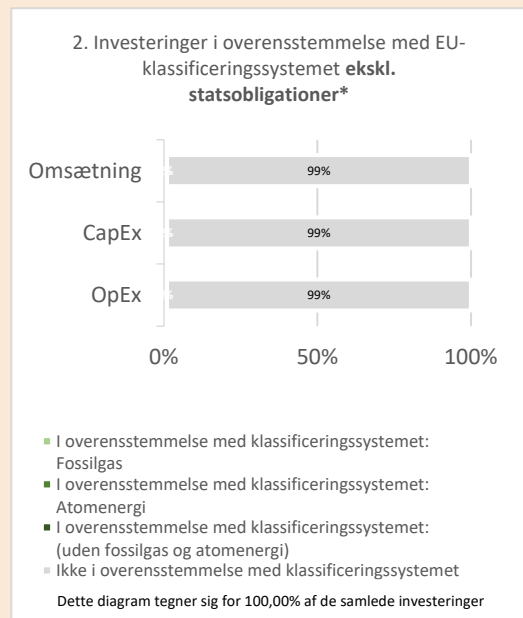 2. Investeringer i overensstemmelse med EU-
klassificeringssystemet ekskl.
statsobligationer*
Omsætning
99%
CapEx
99%
OpEx
99%
0%
50%
100%
I overensstemmelse med klassificeringssystemet:
Fossilgas
I overensstemmelse med klassificeringssystemet:
Atomenergi
I overensstemmelse med klassificeringssystemet:
(uden fossilgas og atomenergi)
Ikke i overensstemmelse med klassificeringssystemet
Dette diagram tegner sig for 100,00% af de samlede investeringer